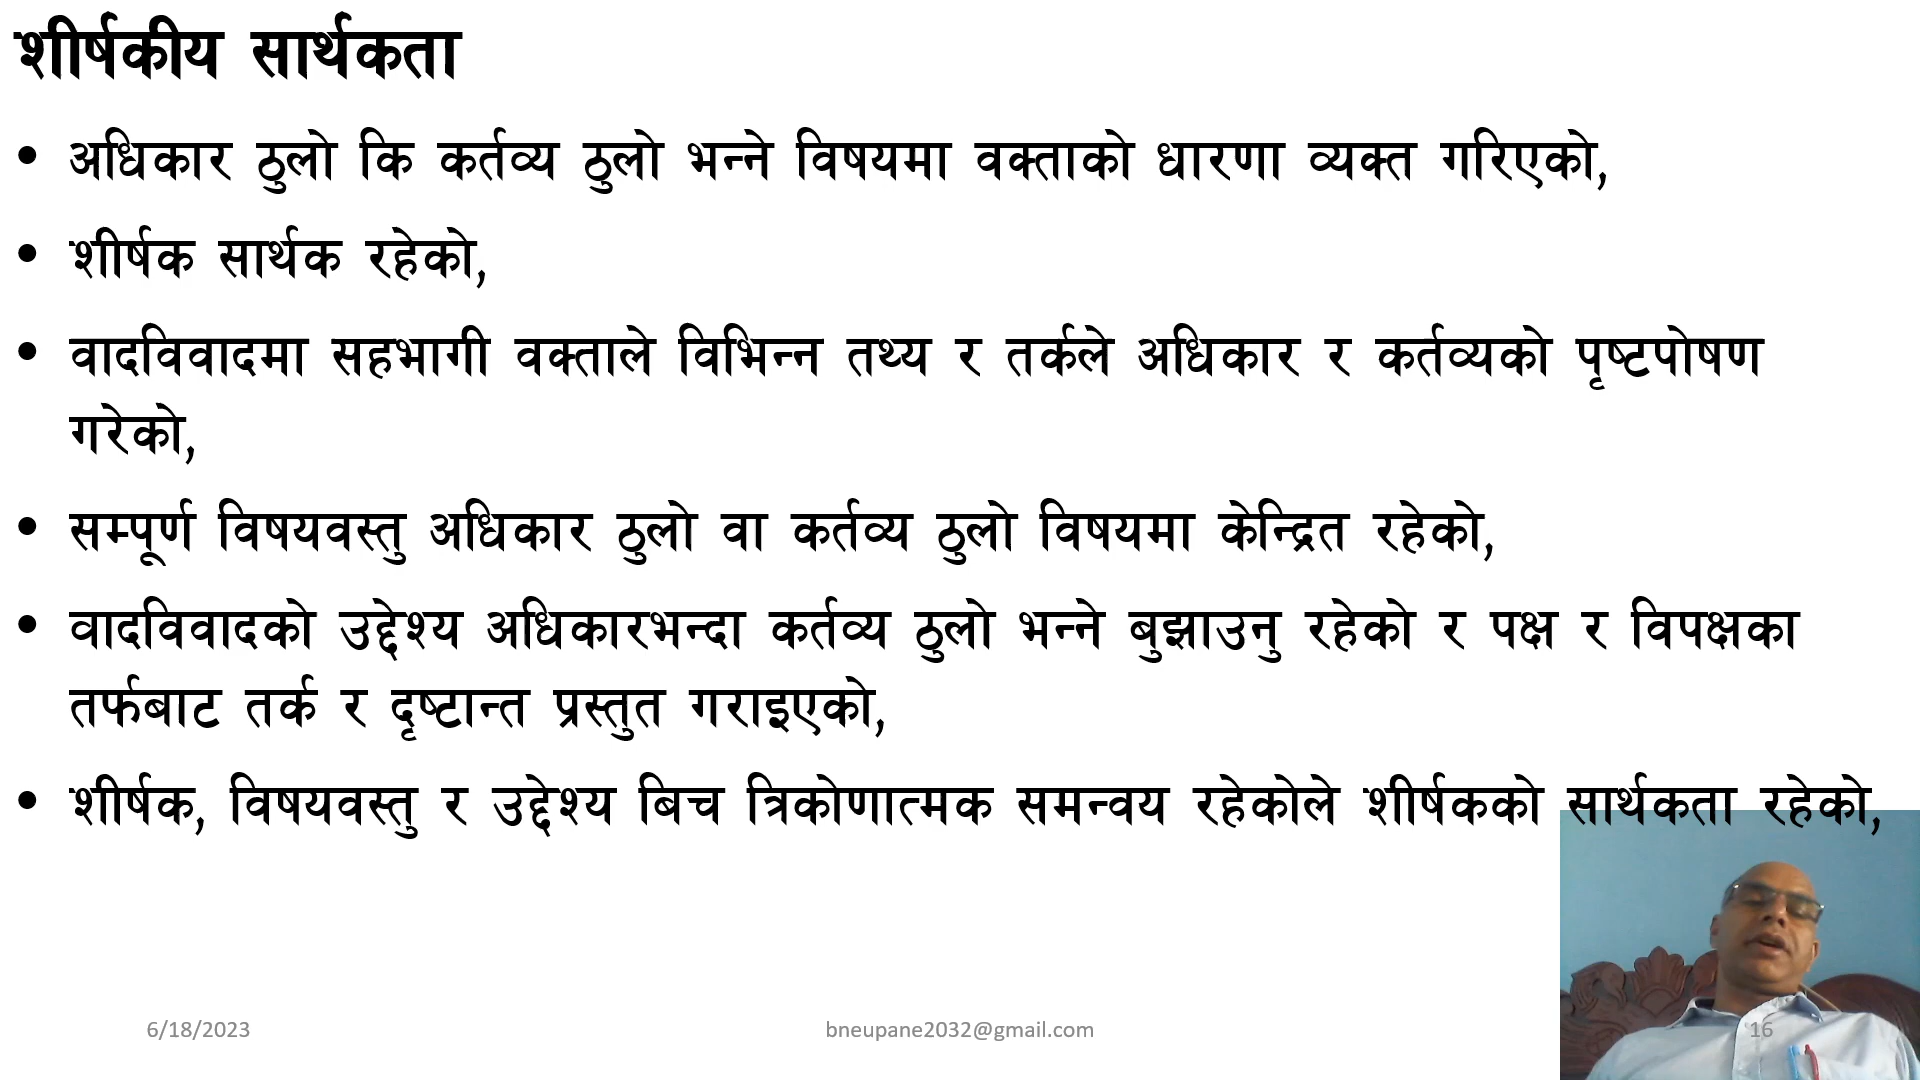 शीर्षकीय सार्थकता
• अधिकार ठुलो कि कर्तव्य ठुलो भन्ने विषयमा वक्ताको धारणा व्यक्त गरिएको,
• शीर्षक सार्थक रहेको,
• वादविवादमा सहभागी वक्ताले विभिन्न तथ्य र तर्कले अधिकार र कर्तव्यको पृष्टपोषण
गरेको,
• सम्पूर्ण विषयवस्तु अधिकार ठुलो वा कर्तव्य ठुलो विषयमा केन्द्रित रहेको,
• वादविवादको उद्देश्य अधिकारभन्दा कर्तव्य ठुलो भन्ने बुझाउनु रहेको र पक्ष र विपक्षका
तर्फबाट तर्क र दृष्टान्त प्रस्तुत गराइएको,
• शीर्षक, विषयवस्तु र उद्देश्य बिच त्रिकोणात्मक समन्वय रहेकोले शीर्षकको सार्थकता रहेको,
6/18/2023
bneupane2032@gmail.com
16